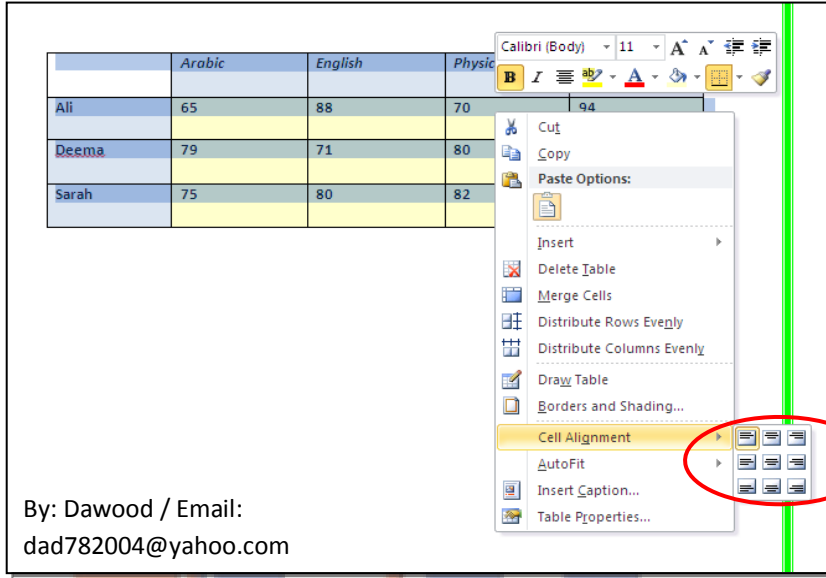 Calibri (Body) 11 A A
B I ab A
Arabic English Physic
Ali 65 88 70 94
Deema 79 71 80
Sarah 75 80 82
Cut
Copy
Paste Options:
Insert
Delete Table
Merge Cells
Distribute Rows Evenly
Distribute Columns Evenly
Draw Table
Borders and Shading...
Cell Alignment
AutoFit
Insert Caption...
Table Properties...
By: Dawood / Email:
dad782004@yahoo.com